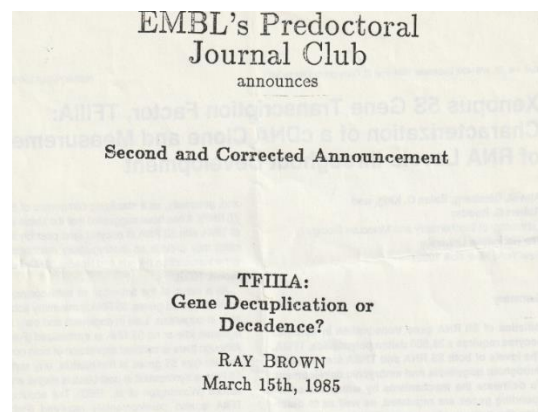 EMBL's Predoctoral
Journal Club
announces
Second and Corrected Announcement
TFIIIA:
Gene Decuplication or
Decadence?
RAY BROWN
March 15th, 1985